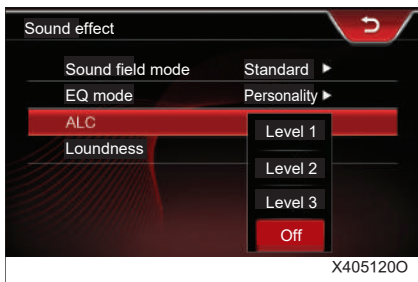 Sound effect
Sound field mode Standard
EQ mode Personality
ALC
Level 1
Loundness
Level 2
Level 3
Off
X405120O